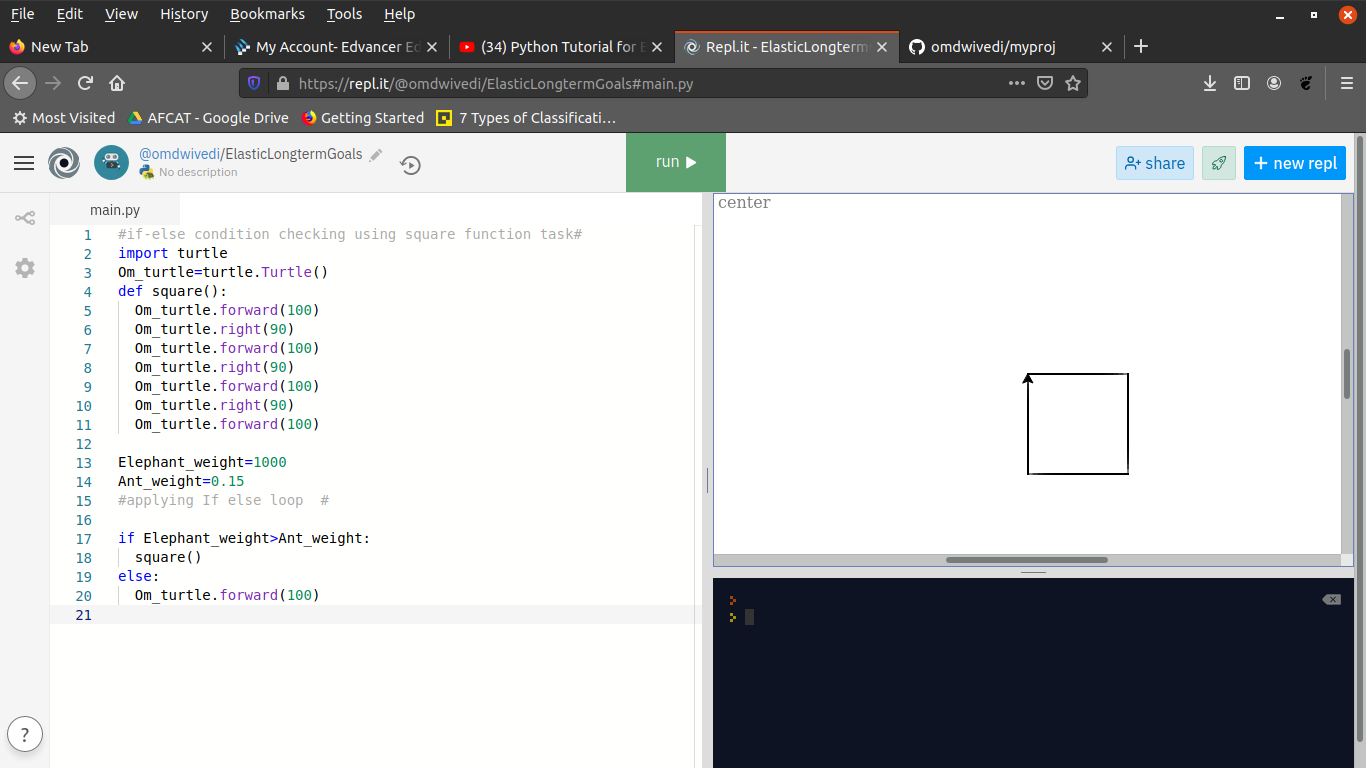 File Edit View History Bookmarks Tools Help
New Tab
My Account- Edvancer Ed
(34) Python Tutorial for B
Repl.it - ElasticLongterm
omdwivedi/myproj
https://repl.it/@omdwivedi/ElasticLongtermGoals#main.py
Most Visited AFCAT - Google Drive Getting Started 7 Types of Classificati…
@omdwivedi/ElasticLongtermGoals
No description
run
share
+ new repl
main.py
1 #if-else condition checking using square function task#
2 import turtle
3 Om_turtle=turtle.Turtle()
4 def square():
5 Om_turtle.forward(100)
6 Om_turtle.right(90)
7 Om_turtle.forward(100)
8 Om_turtle.right(90)
9 Om_turtle.forward(100)
10 Om_turtle.right(90)
11 Om_turtle.forward(100)
12
13 Elephant_weight=1000
14 Ant_weight=0.15
15 #applying If else loop  #
16
17 if Elephant_weight>Ant_weight:
18 square()
19 else:
20 Om_turtle.forward(100)
21
center
?